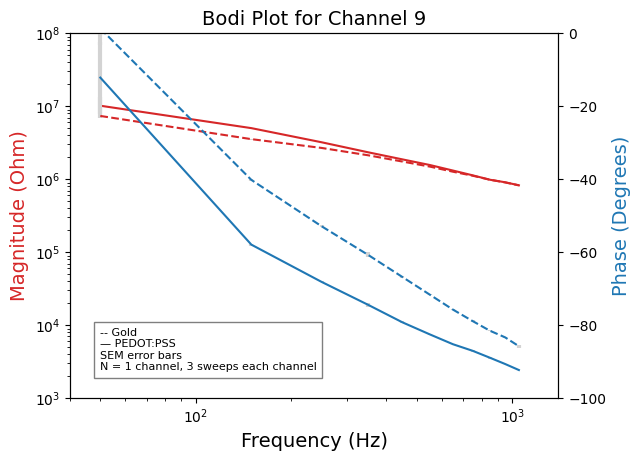 Bodi Plot for Channel 9
10^8
10^7
10^6
10^5
10^4
10^3
Magnitude (Ohm)
0
−20
−40
−60
−80
−100
Phase (Degrees)
-- Gold
— PEDOT:PSS
SEM error bars
N = 1 channel, 3 sweeps each channel
10^2
10^3
Frequency (Hz)